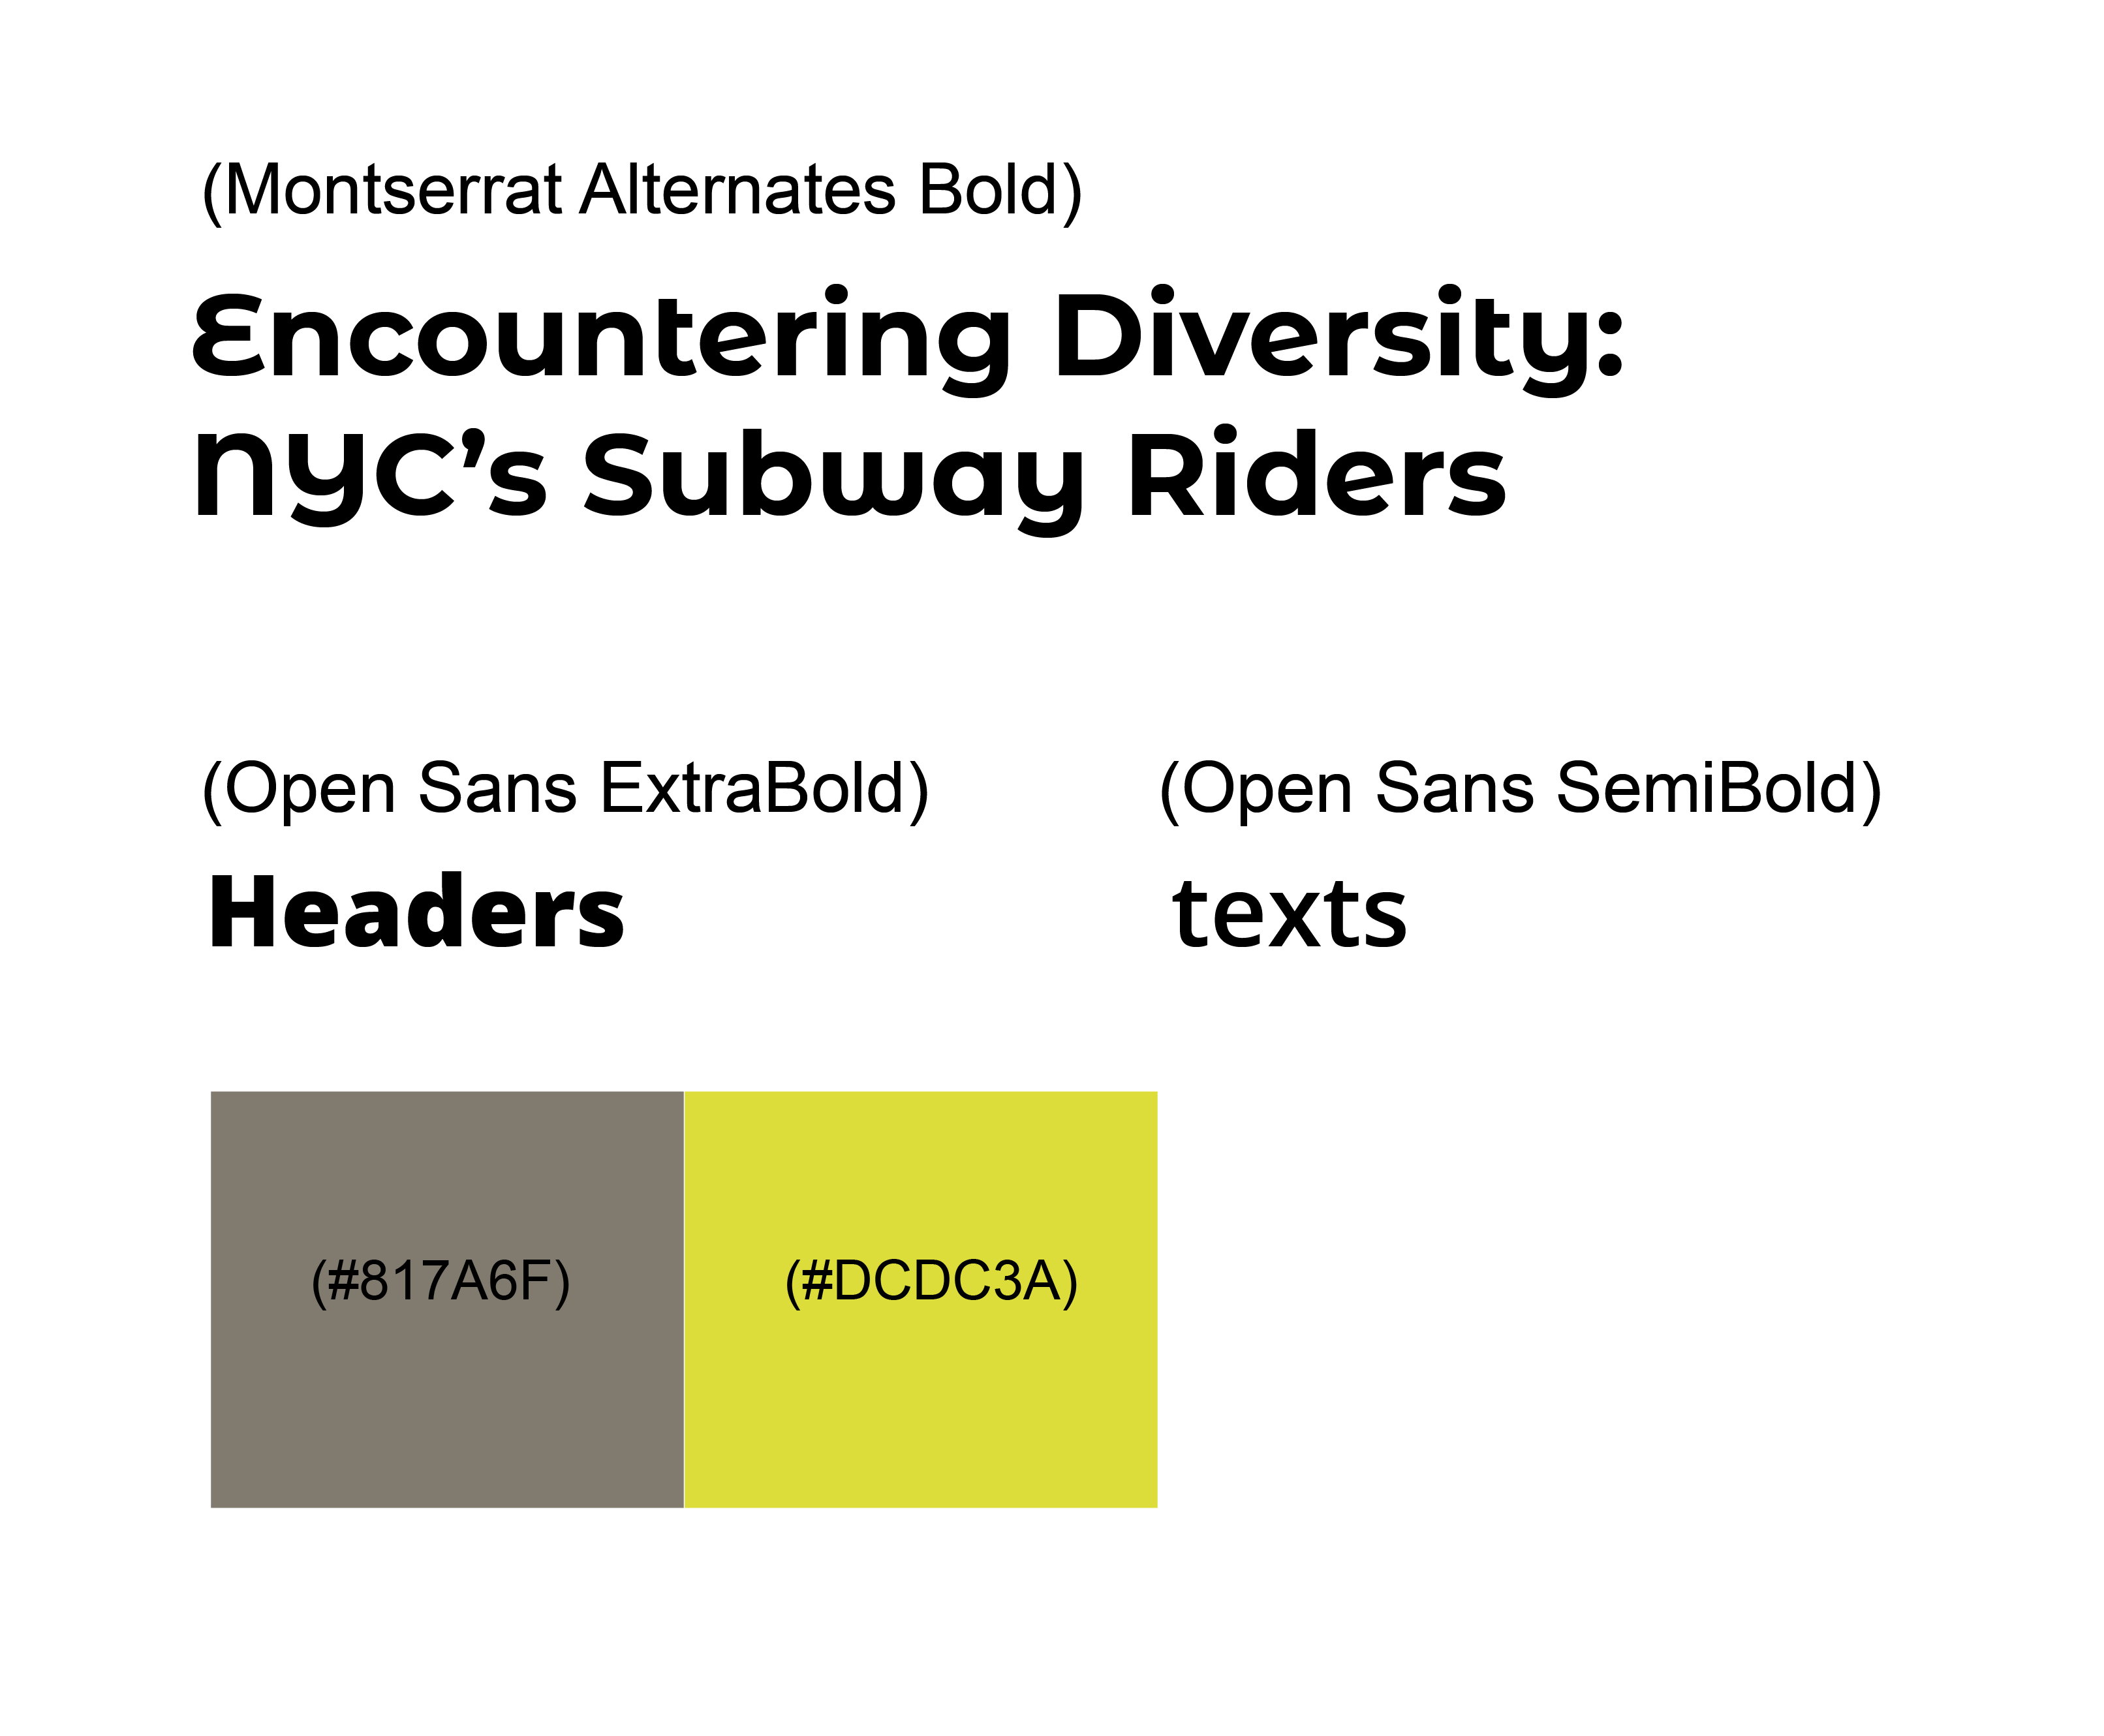 (Montserrat Alternates Bold)
Encountering Diversity:
NYC’s Subway Riders
(Open Sans ExtraBold)
(Open Sans SemiBold)
Headers
texts
(#817A6F)
(#DCDC3A)